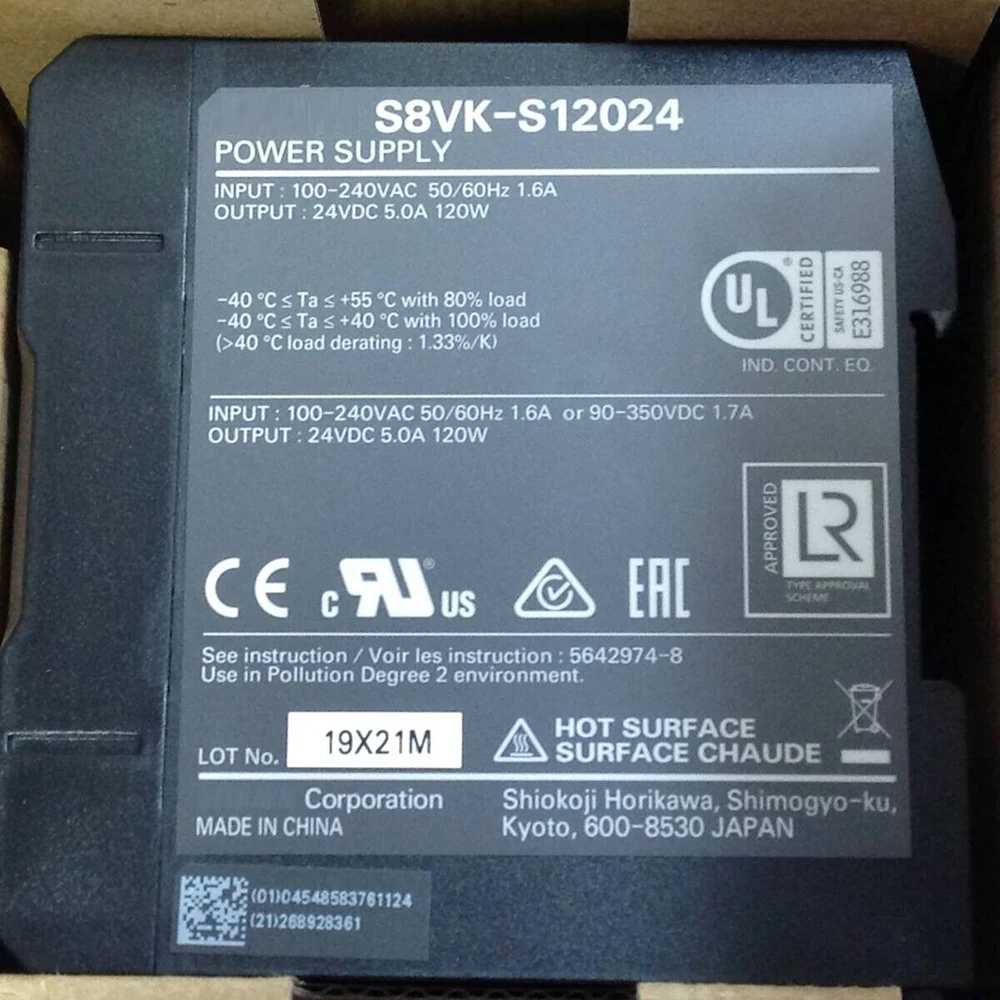 S8VK-S12024
POWER SUPPLY
INPUT : 100-240VAC 50/60Hz 1.6A
OUTPUT : 24VDC 5.0A 120W
-40 °C ≤ Ta ≤ +55 °C with 80% load
-40 °C ≤ Ta ≤ +40 °C with 100% load
(>40 °C load derating : 1.33%/K)
UL ®
CERTIFIED
SAFETY US-CA
E316988
IND. CONT. EQ.
INPUT : 100-240VAC 50/60Hz 1.6A or 90-350VDC 1.7A
OUTPUT : 24VDC 5.0A 120W
APPROVED
LR
TYPE APPROVAL
SCHEME
CE c RU ® US EAC
See instruction / Voir les instruction : 5642974-8
Use in Pollution Degree 2 environment.
LOT No. 19X21M
HOT SURFACE
SURFACE CHAUDE
Corporation
MADE IN CHINA
Shiokoji Horikawa, Shimogyo-ku,
Kyoto, 600-8530 JAPAN
(01)04548583761124
(21)268928361